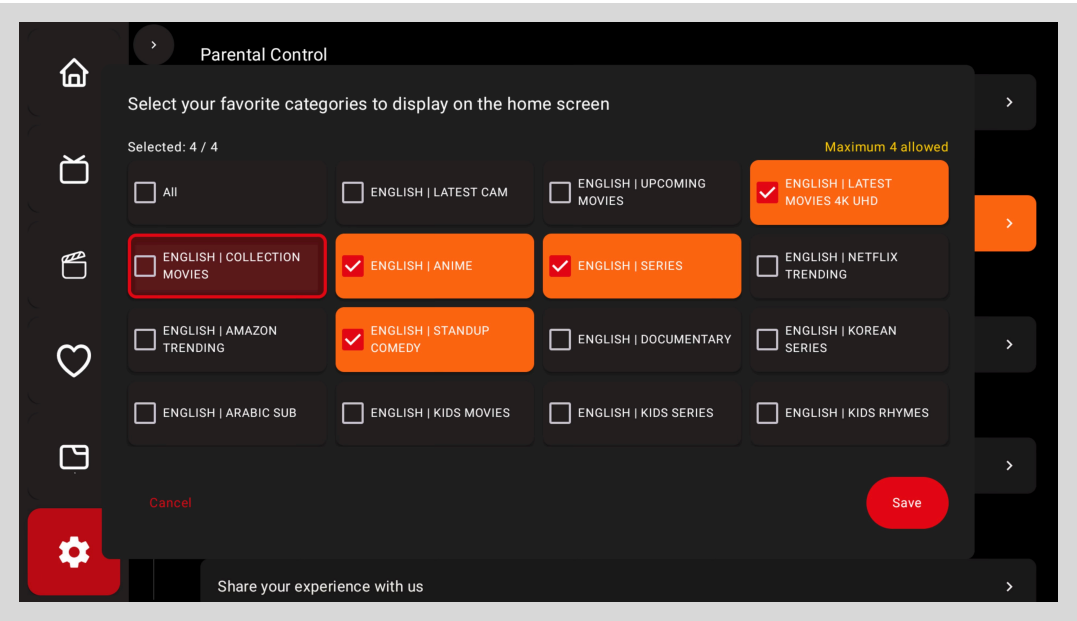 Parental Control
Select your favorite categories to display on the home screen
Selected: 4 / 4
Maximum 4 allowed
All
ENGLISH | LATEST CAM
ENGLISH | UPCOMING
MOVIES
ENGLISH | LATEST
MOVIES 4K UHD
ENGLISH | COLLECTION
MOVIES
ENGLISH | ANIME
ENGLISH | SERIES
ENGLISH | NETFLIX
TRENDING
ENGLISH | AMAZON
TRENDING
ENGLISH | STANDUP
COMEDY
ENGLISH | DOCUMENTARY
ENGLISH | KOREAN
SERIES
ENGLISH | ARABIC SUB
ENGLISH | KIDS MOVIES
ENGLISH | KIDS SERIES
ENGLISH | KIDS RHYMES
Cancel
Save
Share your experience with us